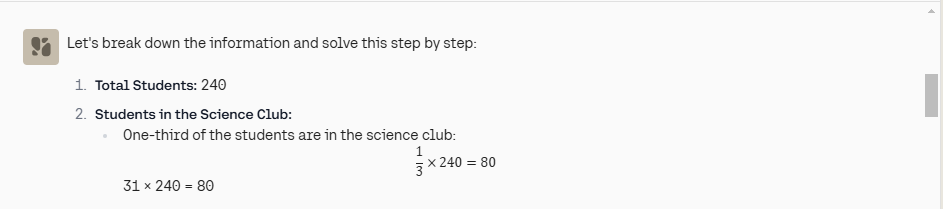 Let's break down the information and solve this step by step:
1. Total Students: 240
2. Students in the Science Club:
One-third of the students are in the science club:
1/3 × 240 = 80
31 × 240 = 80